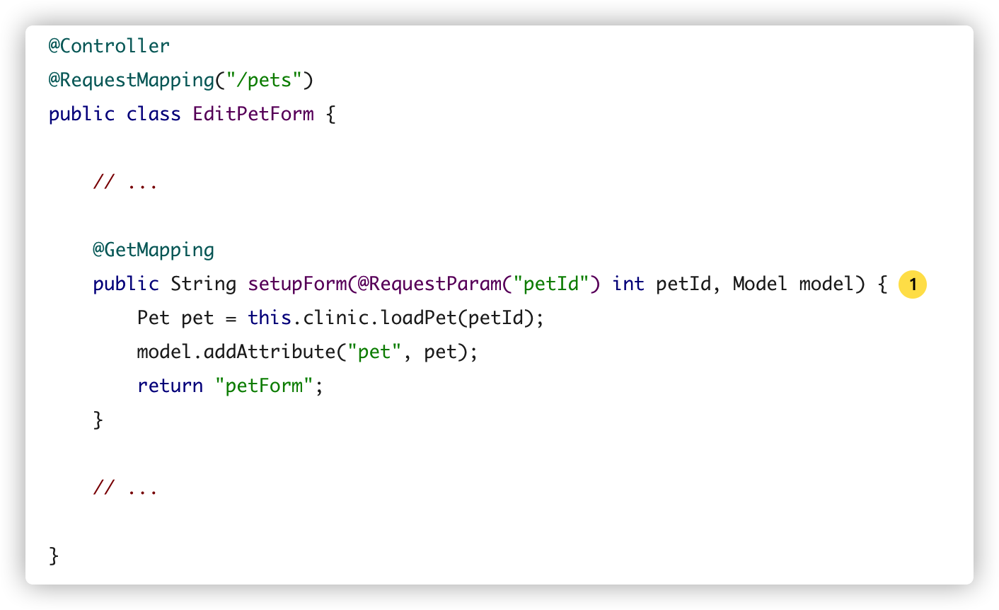 @Controller
@RequestMapping("/pets")
public class EditPetForm {
// ...
@GetMapping
public String setupForm(@RequestParam("petId") int petId, Model model) { 1
Pet pet = this.clinic.loadPet(petId);
model.addAttribute("pet", pet);
return "petForm";
}
// ...
}